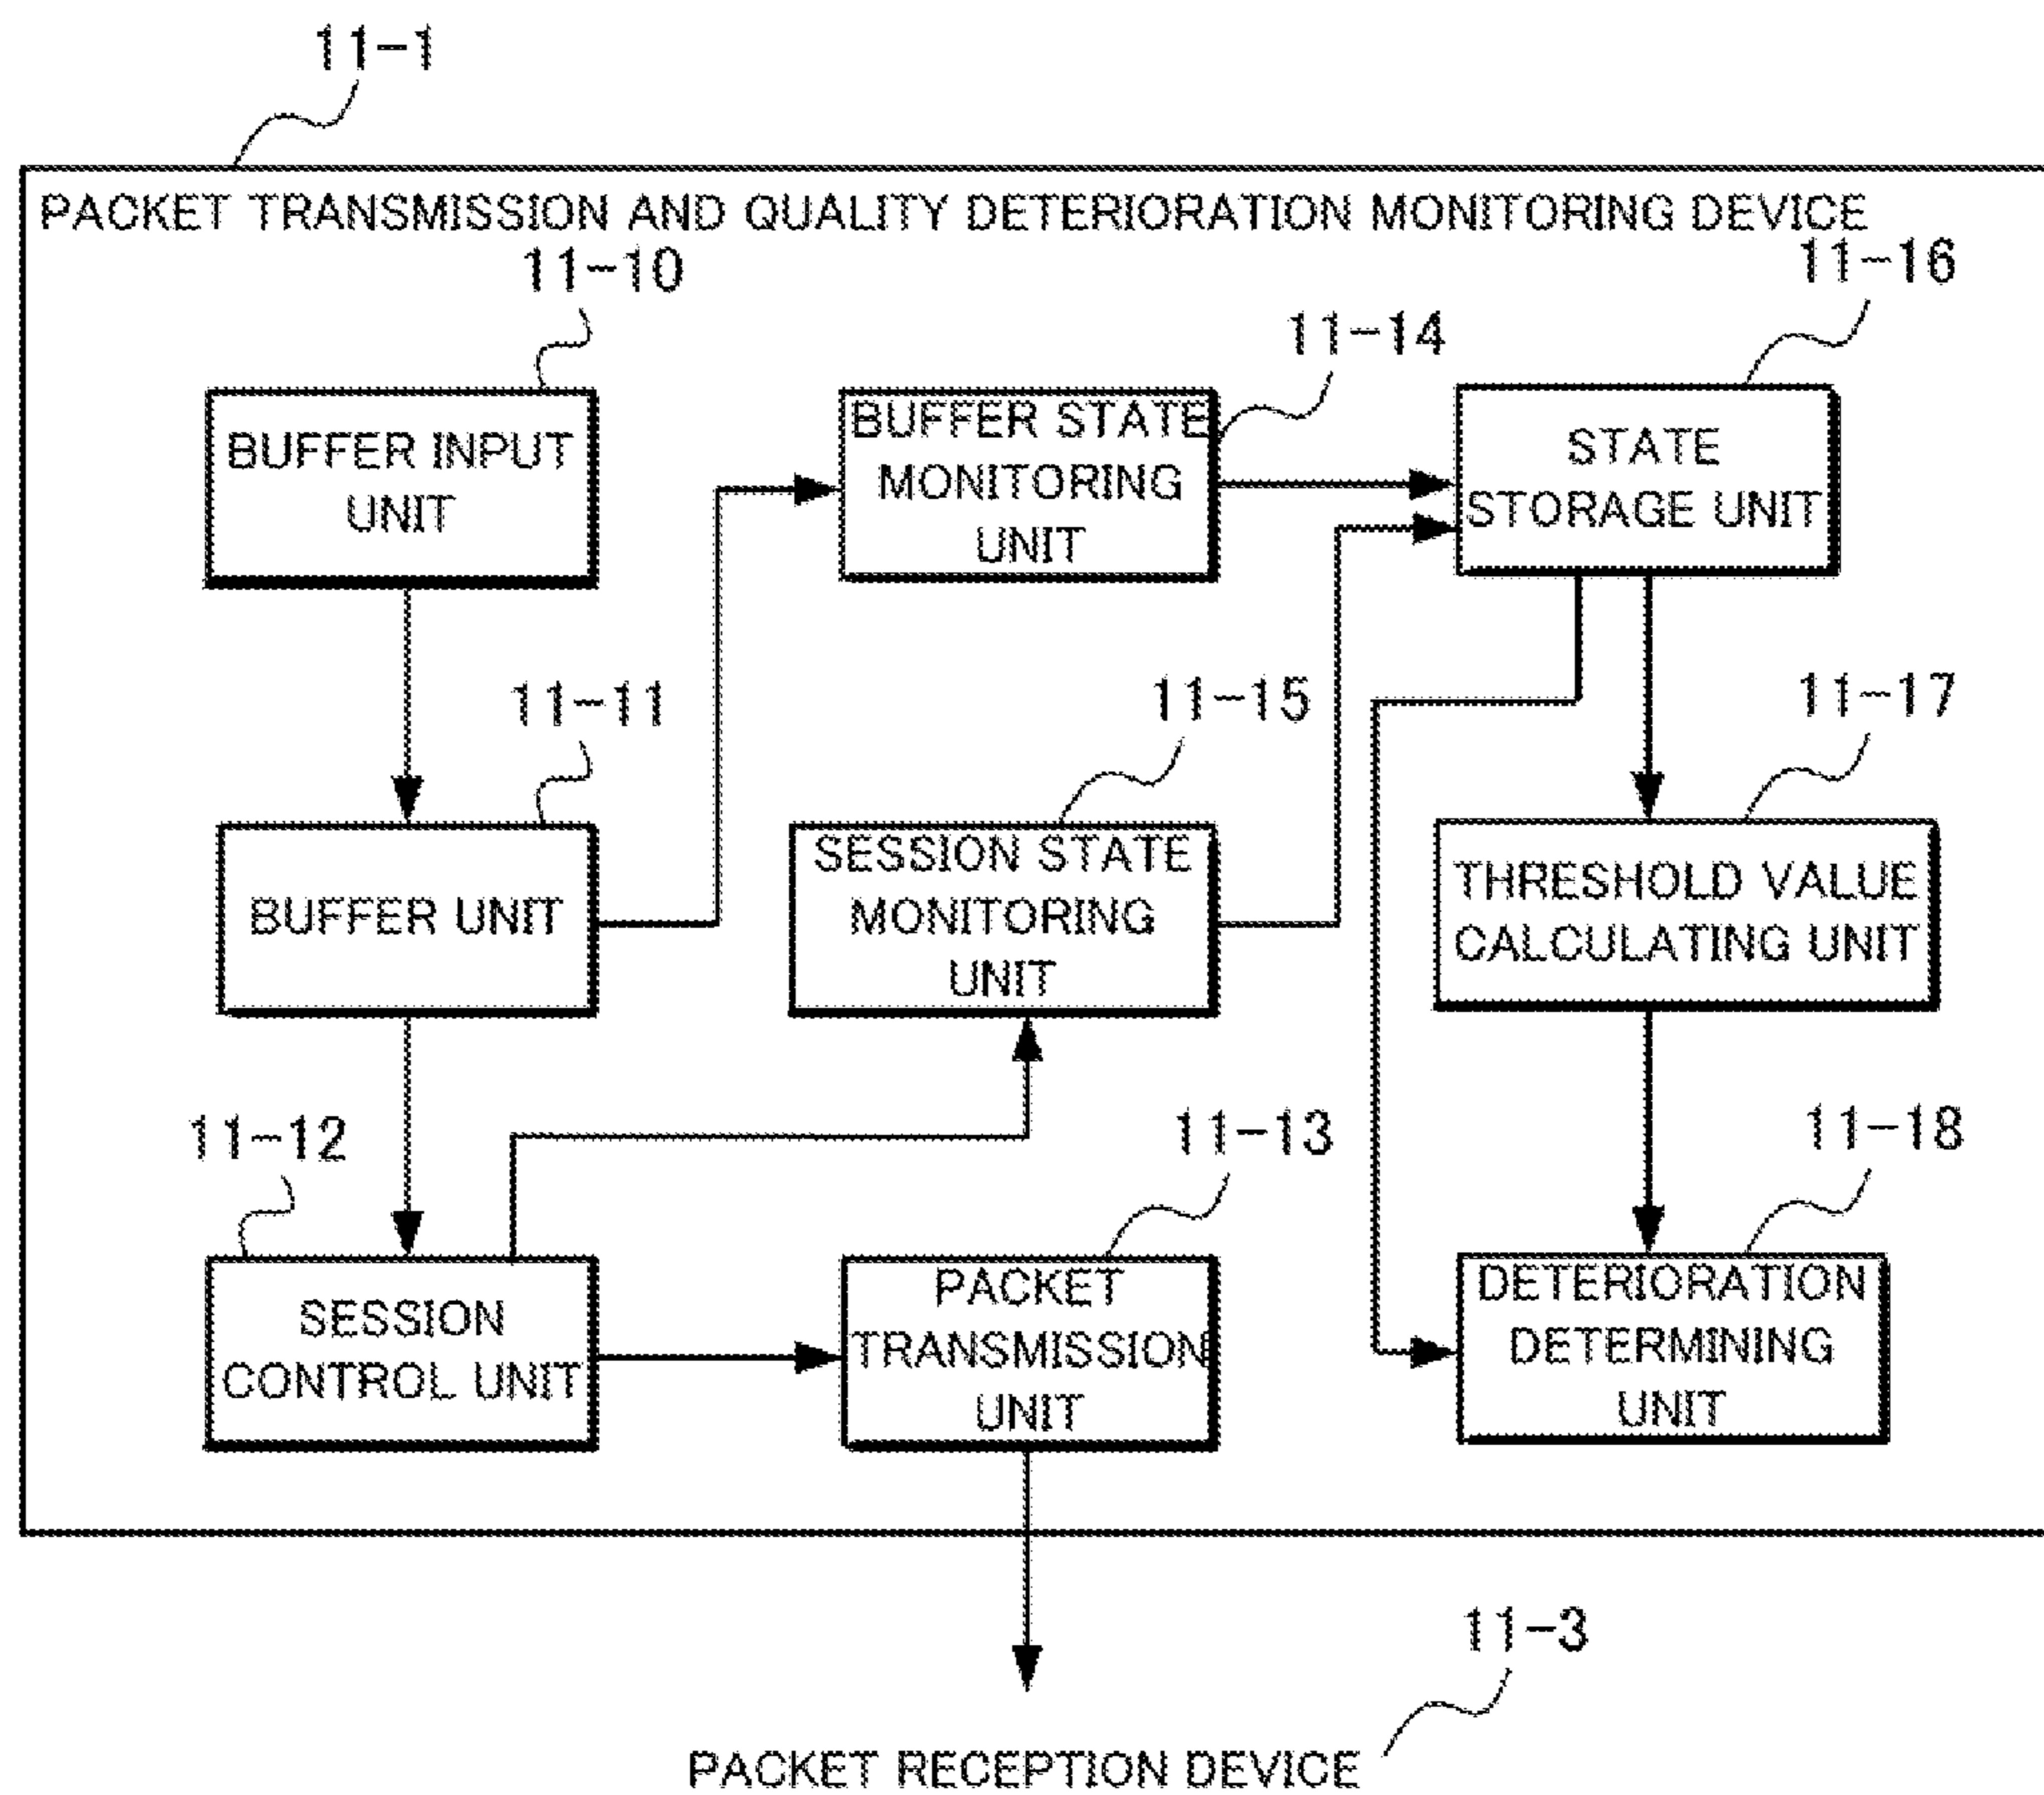 11-1
PACKET TRANSMISSION AND QUALITY DETERIORATION MONITORING DEVICE
11-10
BUFFER INPUT
UNIT
11-14
BUFFER STATE
MONITORING
UNIT
11-16
STATE
STORAGE UNIT
11-11
BUFFER UNIT
11-15
SESSION STATE
MONITORING
UNIT
11-17
THRESHOLD VALUE
CALCULATING UNIT
11-12
SESSION
CONTROL UNIT
11-13
PACKET
TRANSMISSION
UNIT
11-18
DETERIORATION
DETERMINING
UNIT
11-3
PACKET RECEPTION DEVICE